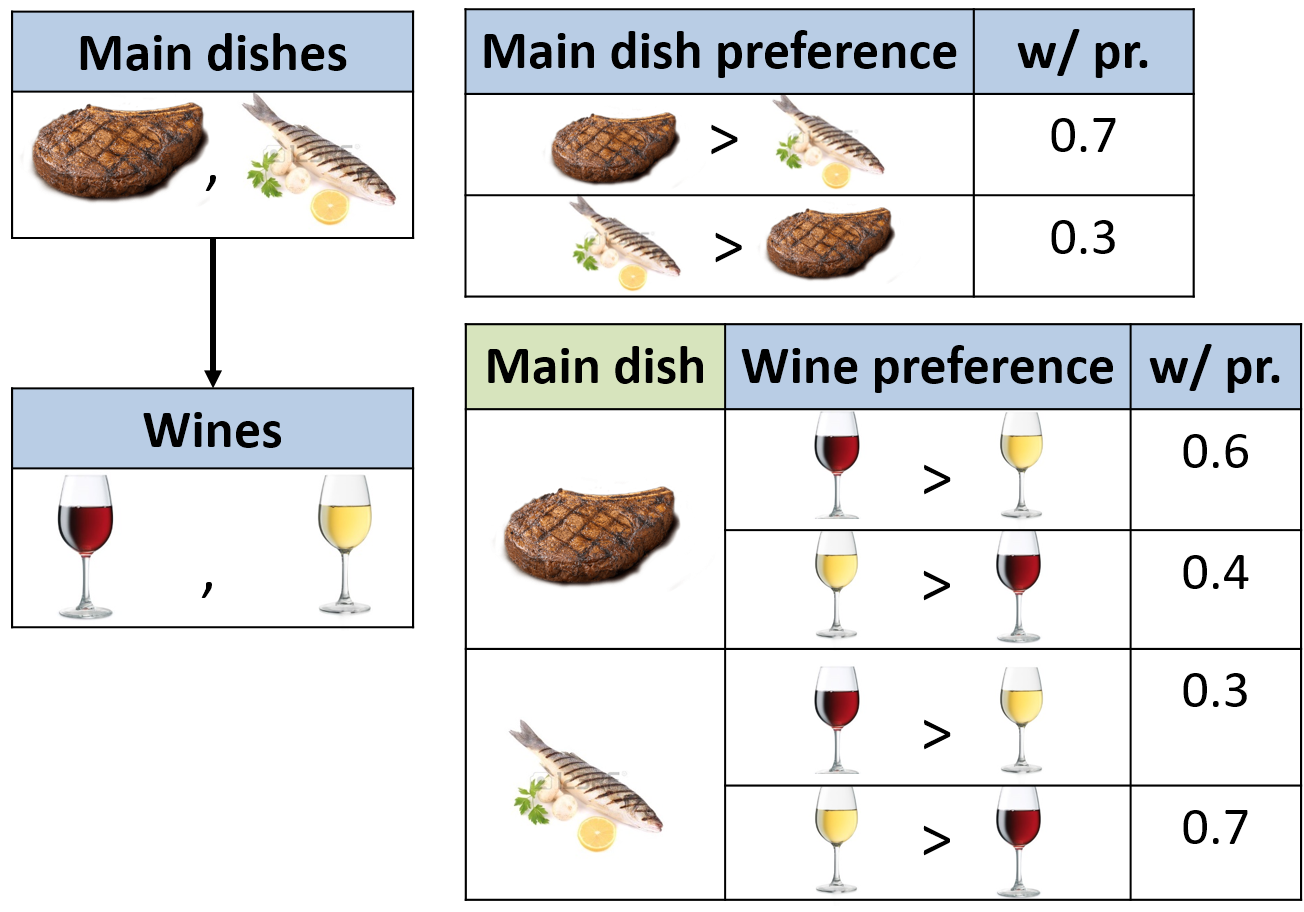 Main dishes
,
Wines
,
Main dish preference w/ pr.
> 0.7
> 0.3
Main dish Wine preference w/ pr.
> 0.6
> 0.4
> 0.3
> 0.7